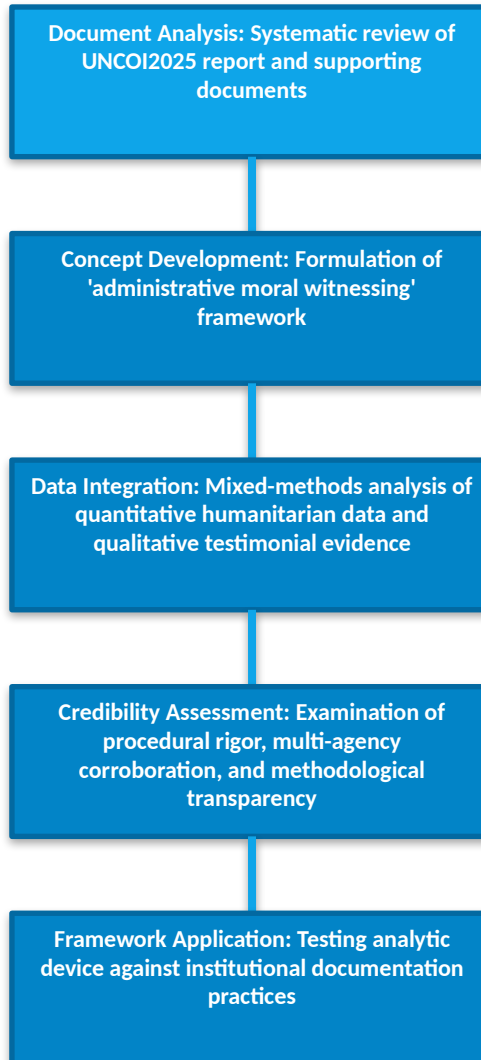 Document Analysis: Systematic review of
UNCOI2025 report and supporting
documents
Concept Development: Formulation of
'administrative moral witnessing'
framework
Data Integration: Mixed-methods analysis of
quantitative humanitarian data and
qualitative testimonial evidence
Credibility Assessment: Examination of
procedural rigor, multi-agency
corroboration, and methodological
transparency
Framework Application: Testing analytic
device against institutional documentation
practices